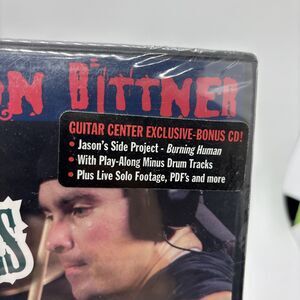 N BITTNER
GUITAR CENTER EXCLUSIVE-BONUS CD!
• Jason's Side Project - Burning Human
• With Play-Along Minus Drum Tracks
• Plus Live Solo Footage, PDF's and more